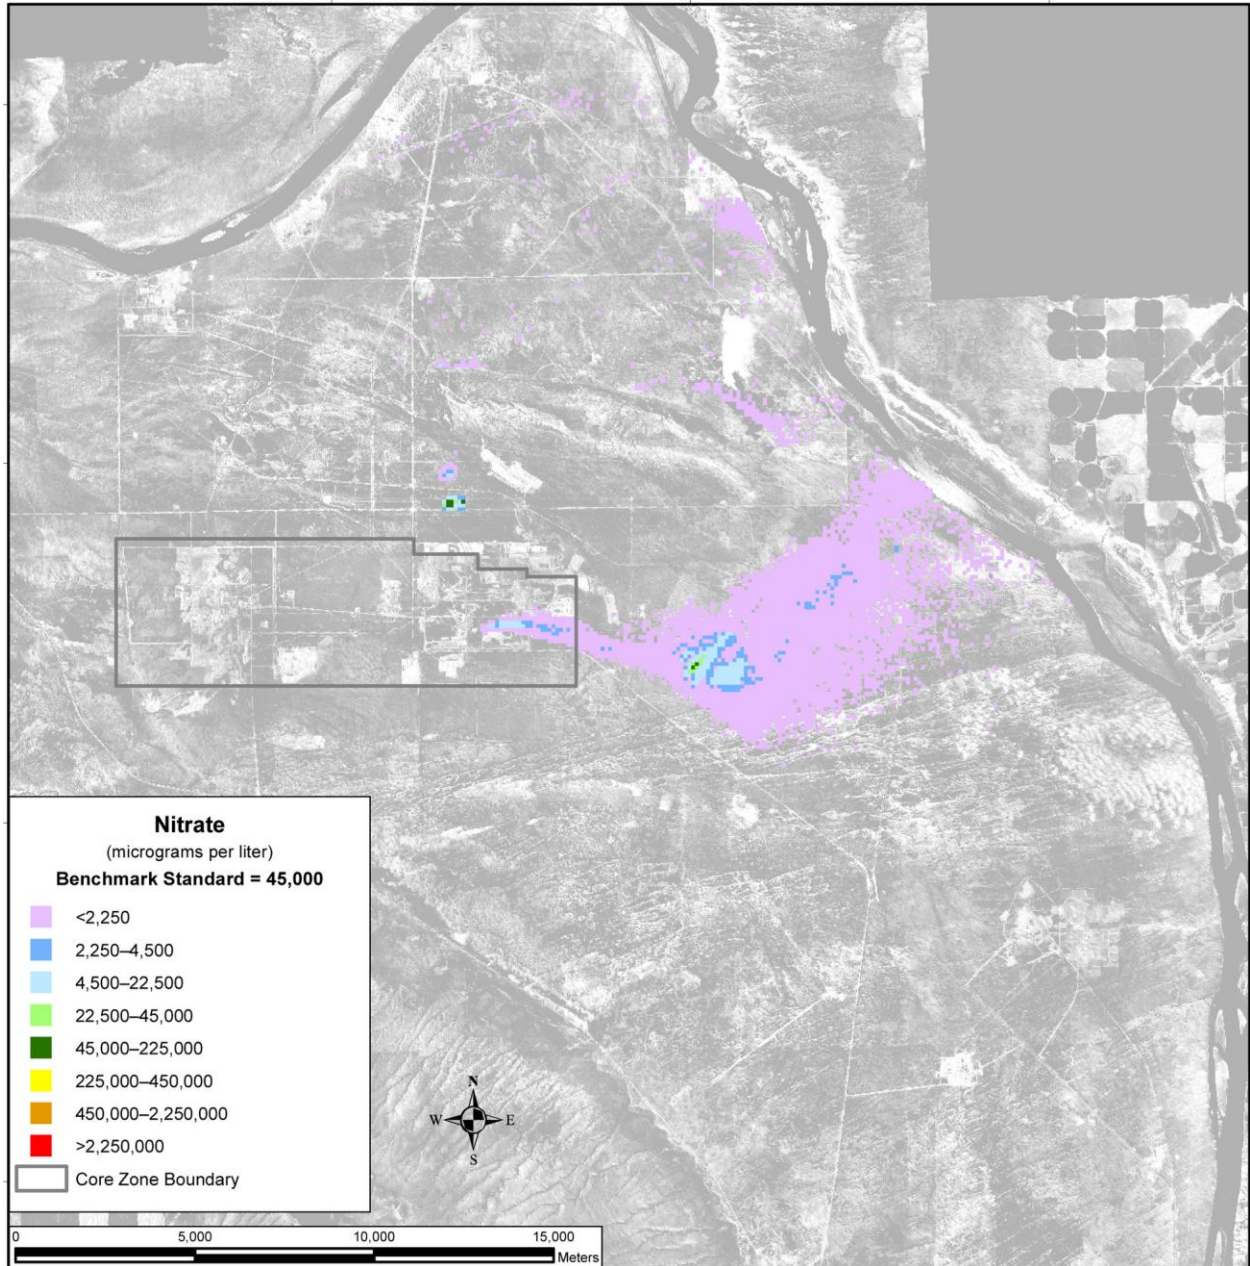 Nitrate
(micrograms per liter)
Benchmark Standard = 45,000
<2,250
2,250–4,500
4,500–22,500
22,500–45,000
45,000–225,000
225,000–450,000
450,000–2,250,000
>2,250,000
Core Zone Boundary
N
W E
S
0 5,000 10,000 15,000
Meters